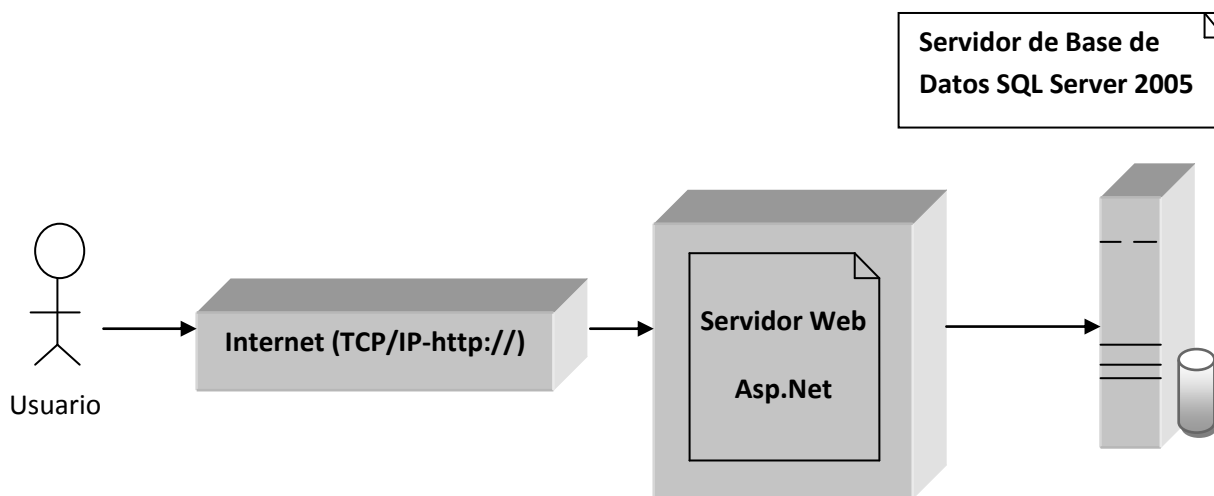 Servidor de Base de
Datos SQL Server 2005
Usuario
Internet (TCP/IP-http://)
Servidor Web
Asp.Net